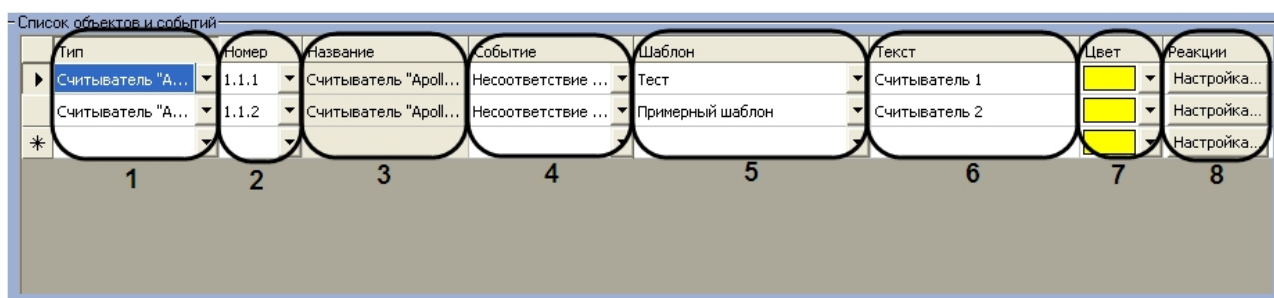 Список объектов и событий
Тип Номер Название Событие Шаблон Текст Цвет Реакции
Считыватель "А... 1.1.1 Считыватель "Apoll... Несоответствие ... Тест Считыватель 1 Настройка...
Считыватель "А... 1.1.2 Считыватель "Apoll... Несоответствие ... Примерный шаблон Считыватель 2 Настройка...
Настройка...
1 2 3 4 5 6 7 8